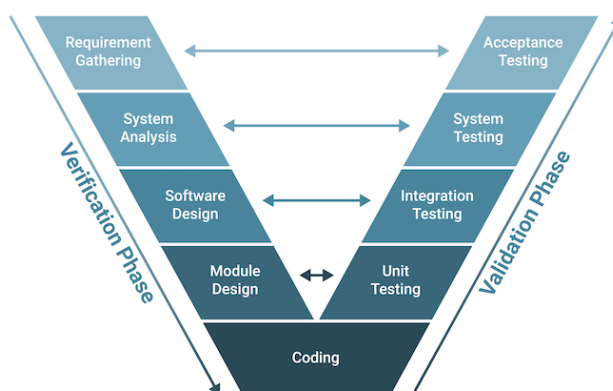 Requirement
Gathering
Acceptance
Testing
System
Analysis
System
Testing
Verification Phase
Validation Phase
Software
Design
Integration
Testing
Module
Design
Unit
Testing
Coding